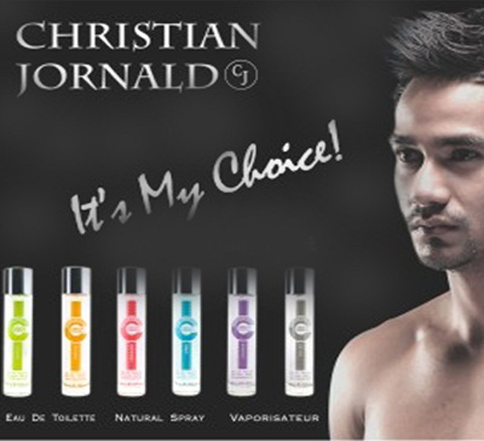 CHRISTIAN
JORNALD CJ
It's My Choice!
EAU DE TOILETTE NATURAL SPRAY VAPORISATEUR